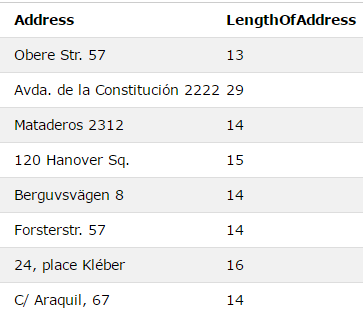 Address LengthOfAddress
Obere Str. 57 13
Avda. de la Constitución 2222 29
Mataderos 2312 14
120 Hanover Sq. 15
Berguvsvägen 8 14
Forsterstr. 57 14
24, place Kléber 16
C/ Araquil, 67 14